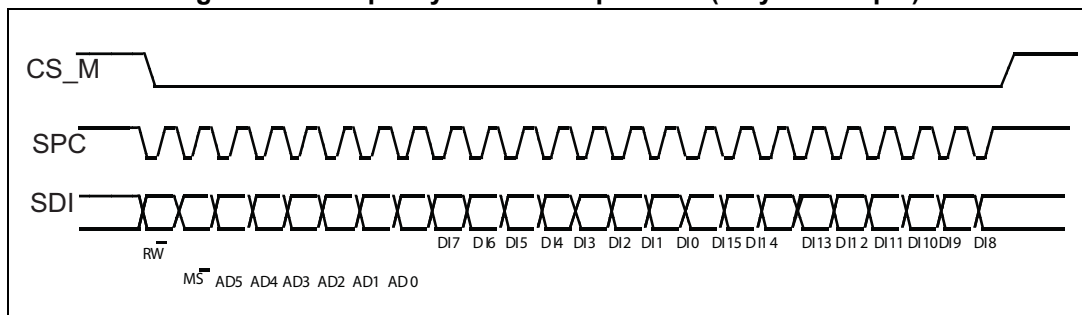 CS_M
SPC
SDI
DI7 DI6 DI5 DI4 DI3 DI2 DI1 DI0 DI15 DI14 DI13 DI12 DI11 DI10 DI9 DI8
RW
MS AD5 AD4 AD3 AD2 AD1 AD0